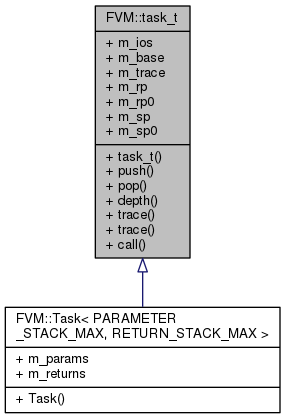 FVM::task_t
+ m_ios
+ m_base
+ m_trace
+ m_rp
+ m_rp0
+ m_sp
+ m_sp0
+ task_t()
+ push()
+ pop()
+ depth()
+ trace()
+ trace()
+ call()
FVM::Task< PARAMETER
_STACK_MAX, RETURN_STACK_MAX >
+ m_params
+ m_returns
+ Task()